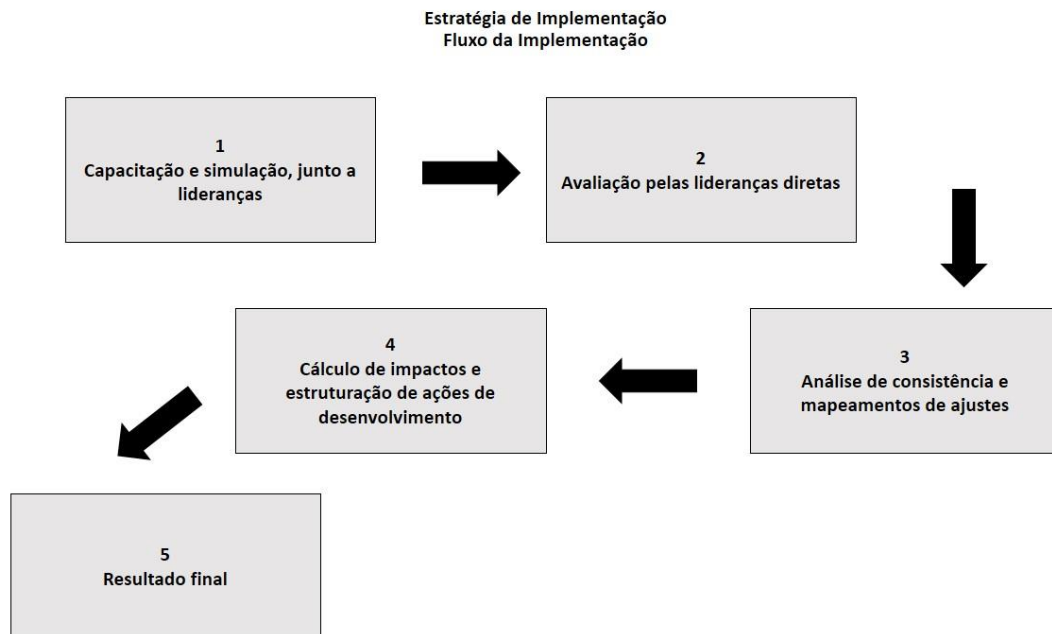 Estratégia de Implementação
Fluxo da Implementação
1
Capacitação e simulação, junto a
lideranças
2
Avaliação pelas lideranças diretas
3
Análise de consistência e
mapeamentos de ajustes
4
Cálculo de impactos e
estruturação de ações de
desenvolvimento
5
Resultado final